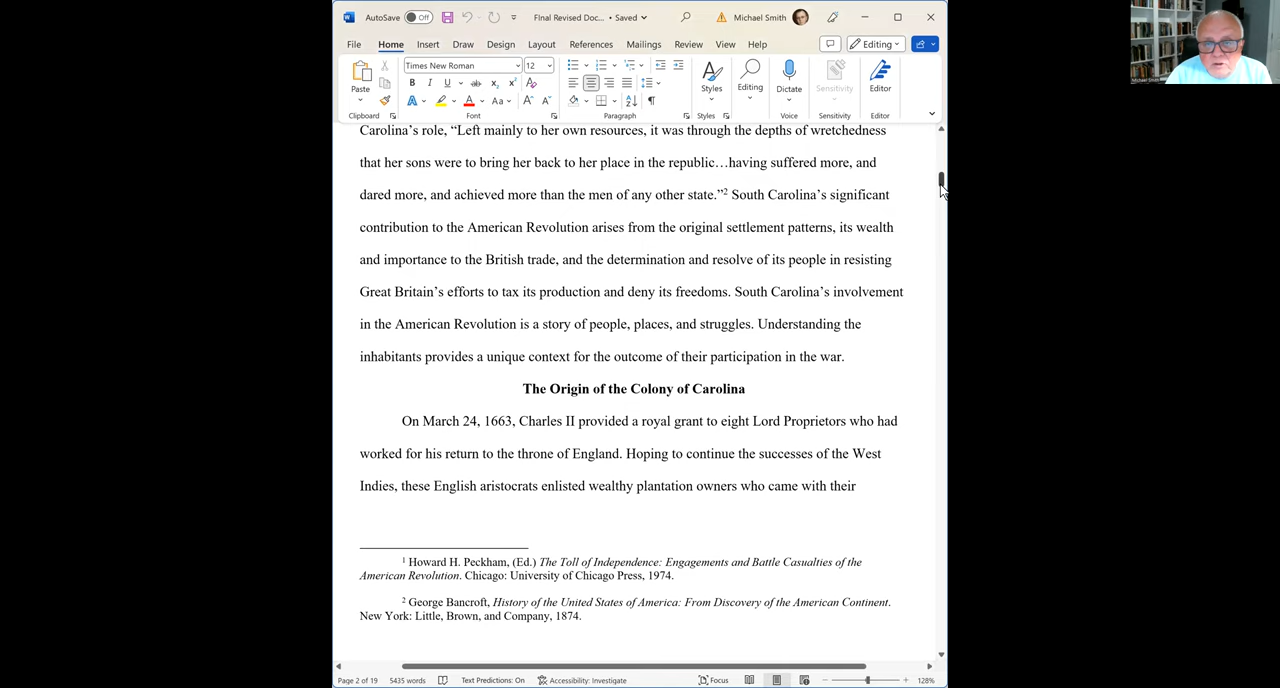 AutoSave Off FInal Revised Doc... • Saved Michael Smith
File Home Insert Draw Design Layout References Mailings Review View Help Editing
Times New Roman 12
Paste Styles Editing Dictate Sensitivity Editor
Clipboard Font Paragraph Styles Voice Sensitivity Editor
Michael Smith
Carolina’s role, “Left mainly to her own resources, it was through the depths of wretchedness
that her sons were to bring her back to her place in the republic…having suffered more, and
dared more, and achieved more than the men of any other state.”2 South Carolina’s significant
contribution to the American Revolution arises from the original settlement patterns, its wealth
and importance to the British trade, and the determination and resolve of its people in resisting
Great Britain’s efforts to tax its production and deny its freedoms. South Carolina’s involvement
in the American Revolution is a story of people, places, and struggles. Understanding the
inhabitants provides a unique context for the outcome of their participation in the war.
The Origin of the Colony of Carolina
On March 24, 1663, Charles II provided a royal grant to eight Lord Proprietors who had
worked for his return to the throne of England. Hoping to continue the successes of the West
Indies, these English aristocrats enlisted wealthy plantation owners who came with their
1 Howard H. Peckham, (Ed.) The Toll of Independence: Engagements and Battle Casualties of the
American Revolution. Chicago: University of Chicago Press, 1974.
2 George Bancroft, History of the United States of America: From Discovery of the American Continent.
New York: Little, Brown, and Company, 1874.
Page 2 of 19 5435 words Text Predictions: On Accessibility: Investigate Focus 128%